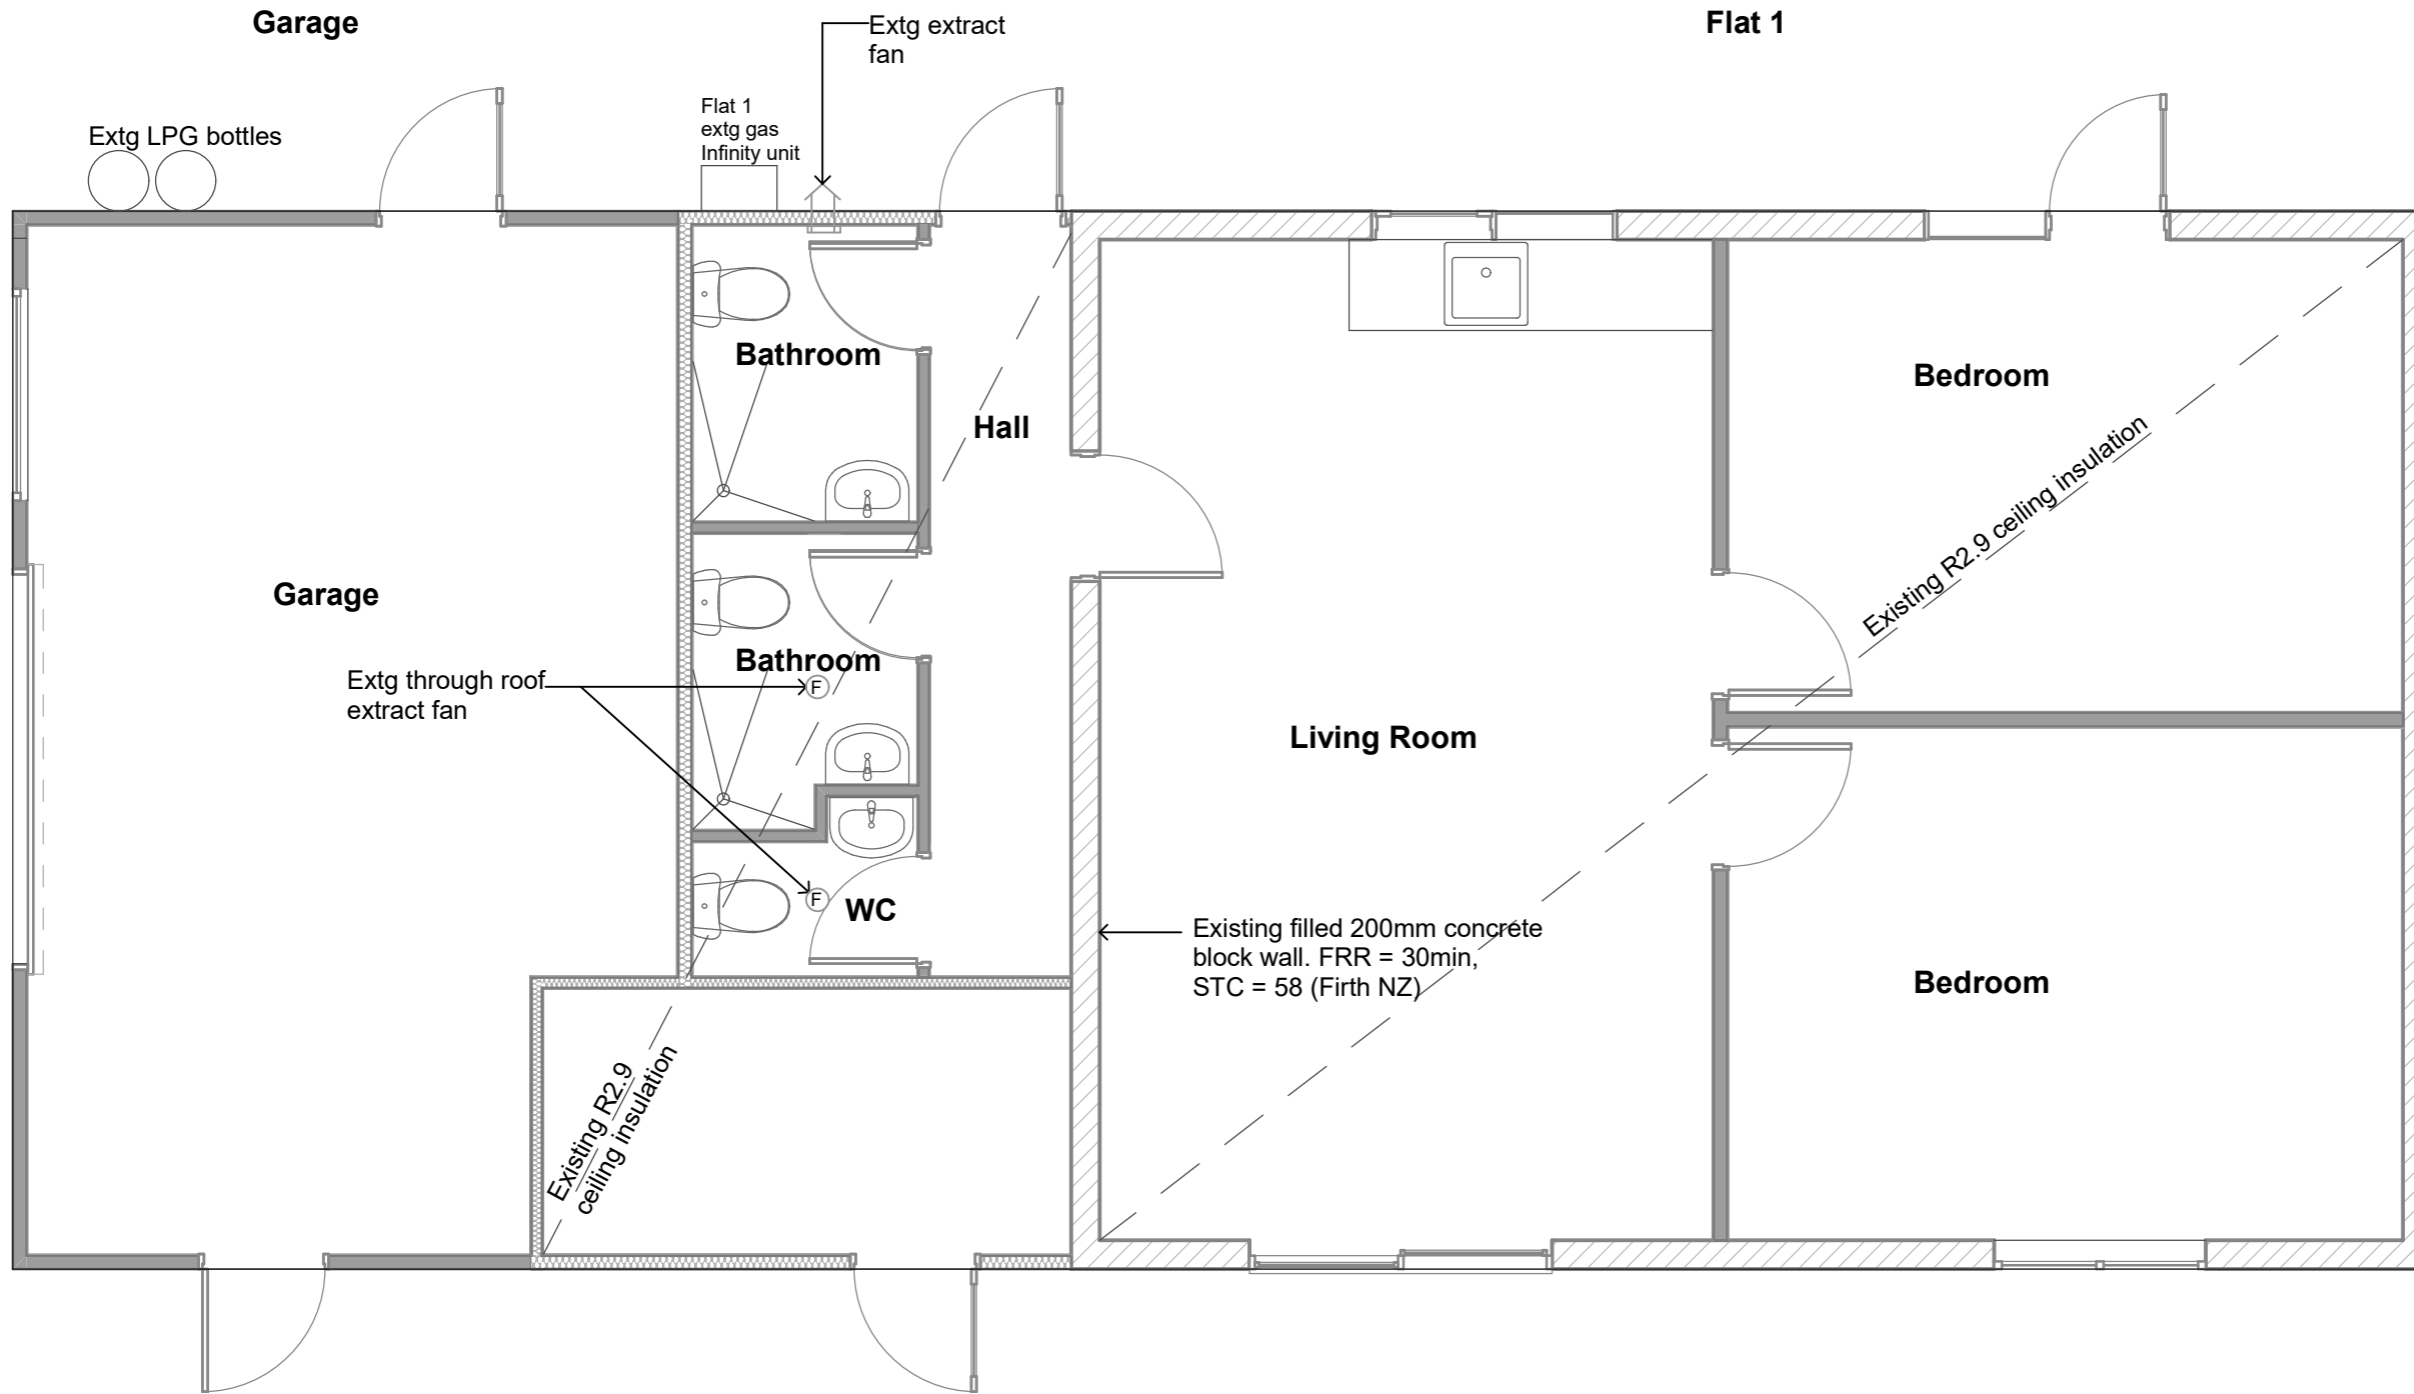 Garage
Extg extract
fan
Flat 1
Extg LPG bottles
Flat 1
extg gas
Infinity unit
Bathroom
Hall
Bedroom
Existing R2.9 ceiling insulation
Garage
Bathroom
Extg through roof
extract fan
F
Living Room
F
WC
Existing filled 200mm concrete
block wall. FRR = 30min,
STC = 58 (Firth NZ)
Bedroom
Existing R2.9
ceiling insulation